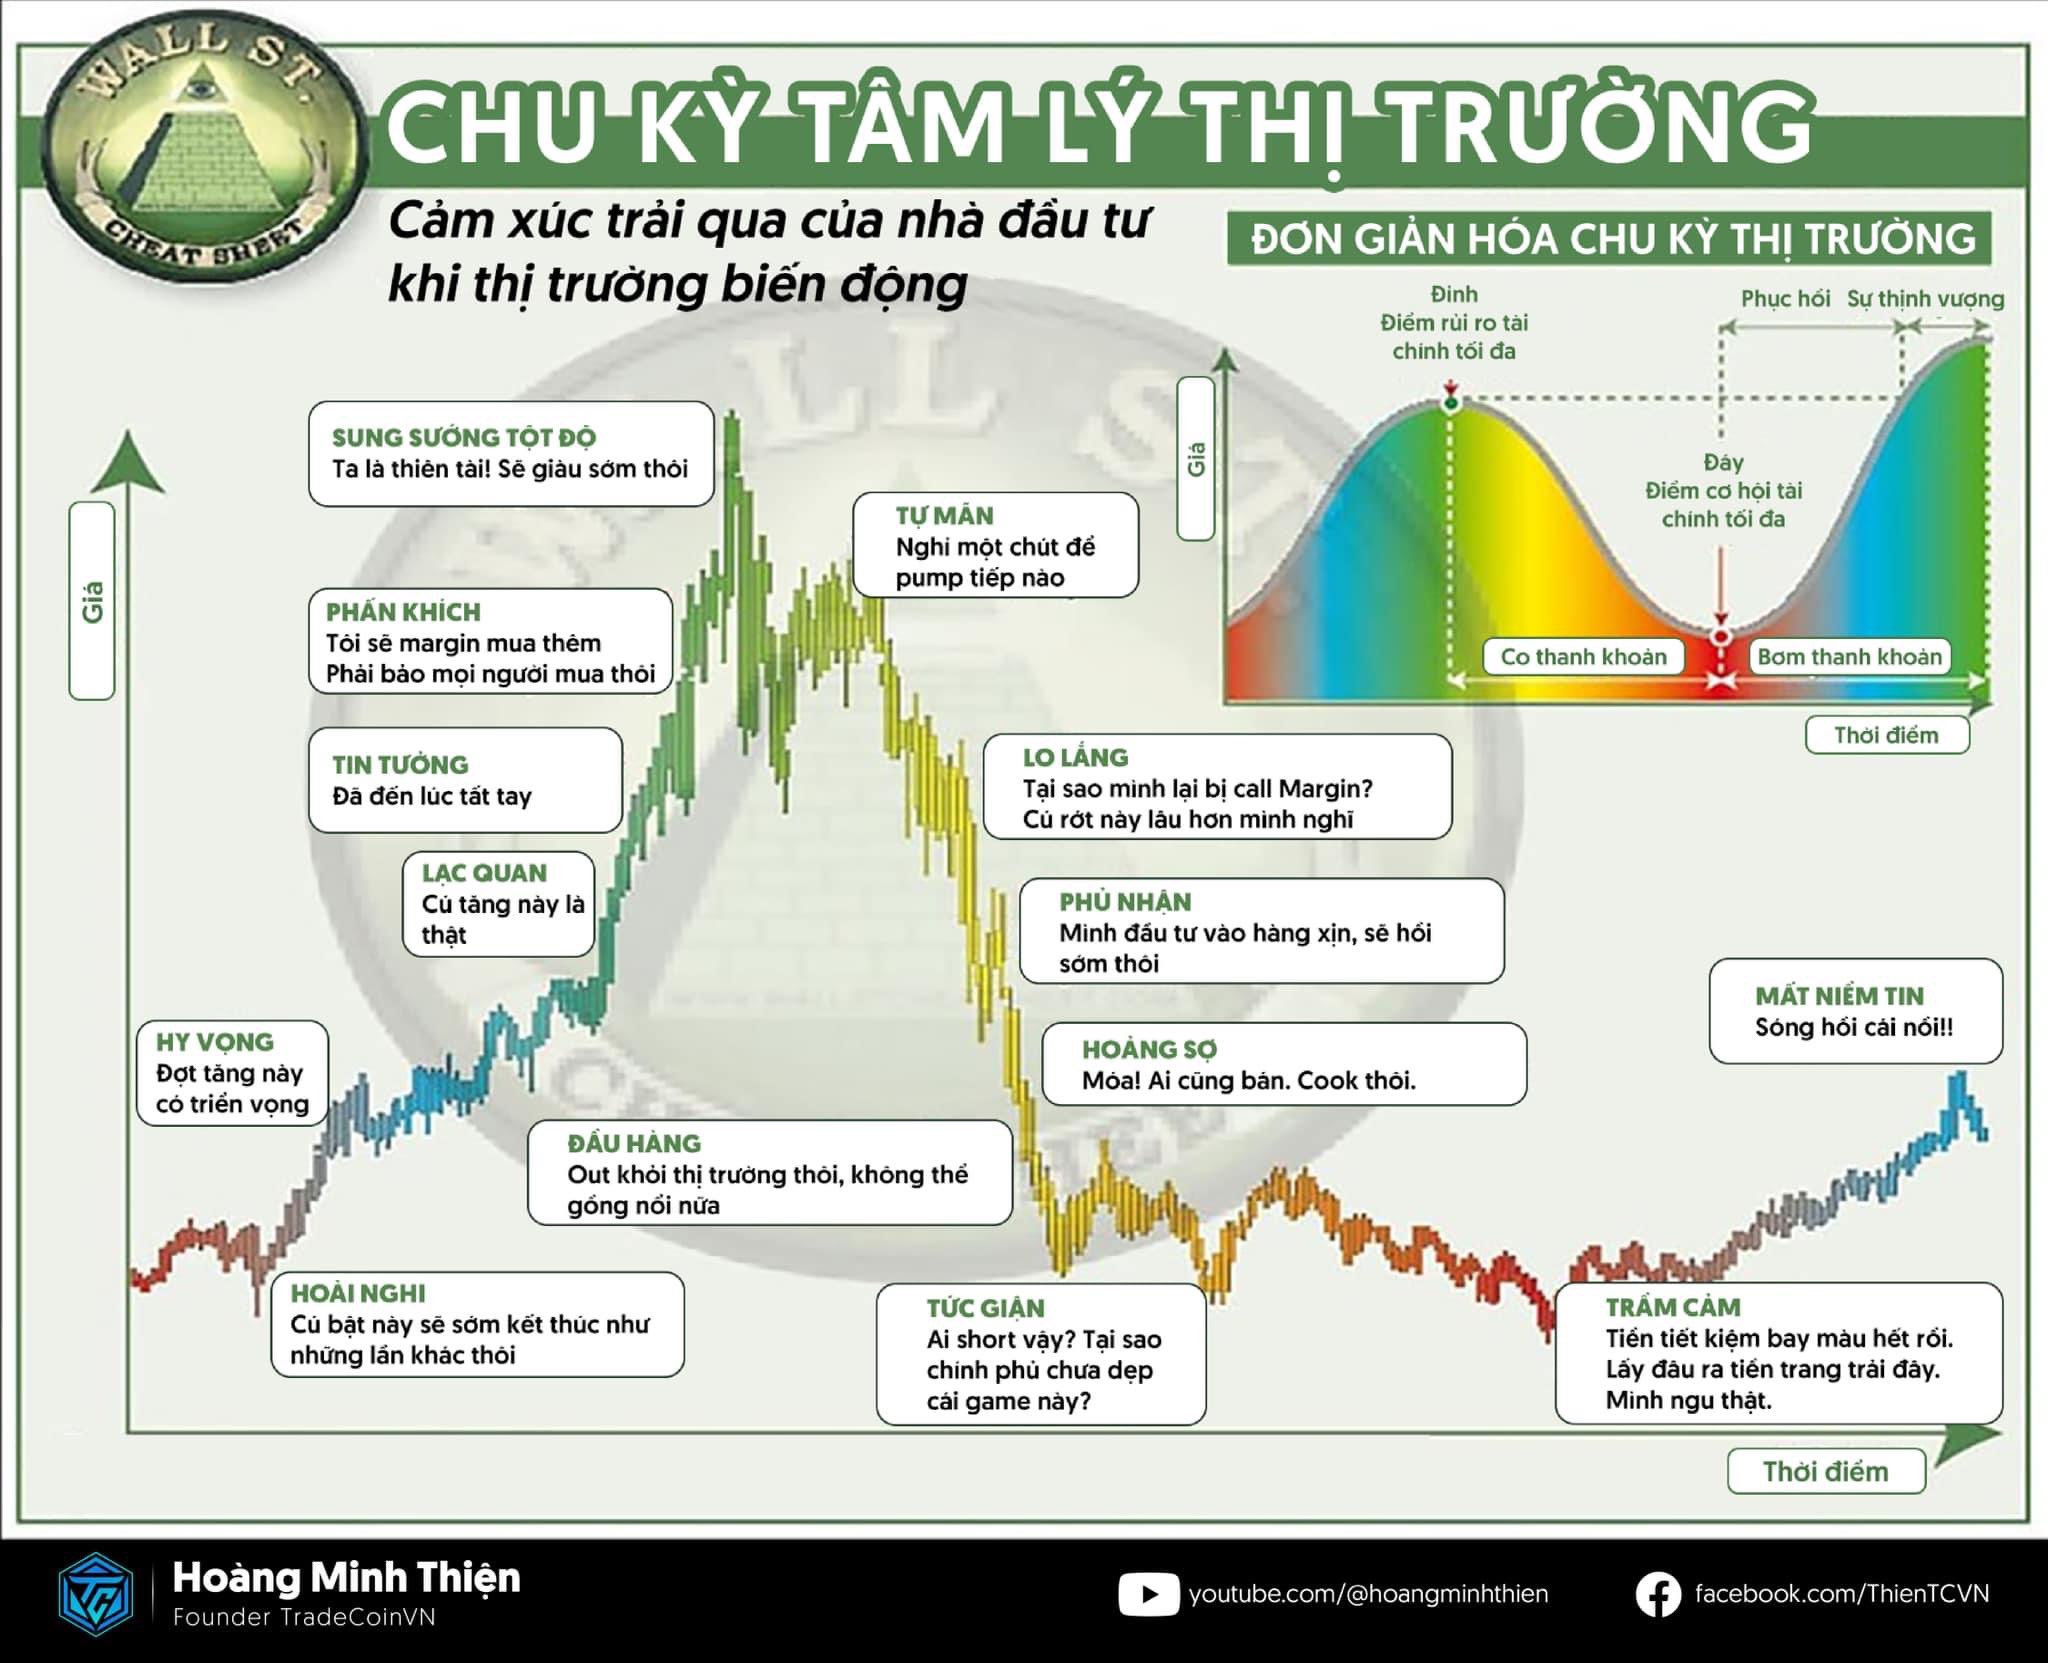 WALL ST.
CHEAT SHEET
CHU KỲ TÂM LÝ THỊ TRƯỜNG
Cảm xúc trải qua của nhà đầu tư
khi thị trường biến động
ĐƠN GIẢN HÓA CHU KỲ THỊ TRƯỜNG
Đỉnh
Điểm rủi ro tài
chính tối đa
Phục hồi
Sự thịnh vượng
Giá
Đáy
Điểm cơ hội tài
chính tối đa
Co thanh khoản
Bơm thanh khoản
Thời điểm
Giá
SUNG SƯỚNG TỘT ĐỘ
Ta là thiên tài! Sẽ giàu sớm thôi
TỰ MÃN
Nghỉ một chút để
pump tiếp nào
PHẤN KHÍCH
Tôi sẽ margin mua thêm
Phải bảo mọi người mua thôi
TIN TƯỞNG
Đã đến lúc tất tay
LO LẮNG
Tại sao mình lại bị call Margin?
Cú rớt này lâu hơn mình nghĩ
LẠC QUAN
Cú tăng này là
thật
PHỦ NHẬN
Mình đầu tư vào hàng xịn, sẽ hồi
sớm thôi
MẤT NIỀM TIN
Sóng hồi cái nồi!!
HY VỌNG
Đợt tăng này
có triển vọng
HOẢNG SỢ
Móa! Ai cũng bán. Cook thôi.
ĐẦU HÀNG
Out khỏi thị trường thôi, không thể
gồng nổi nữa
HOÀI NGHI
Cú bật này sẽ sớm kết thúc như
những lần khác thôi
TỨC GIẬN
Ai short vậy? Tại sao
chính phủ chưa dẹp
cái game này?
TRẦM CẢM
Tiền tiết kiệm bay màu hết rồi.
Lấy đâu ra tiền trang trải đây.
Mình ngu thật.
Thời điểm
Hoàng Minh Thiện
Founder TradeCoinVN
youtube.com/@hoangminhthien
facebook.com/ThienTCVN